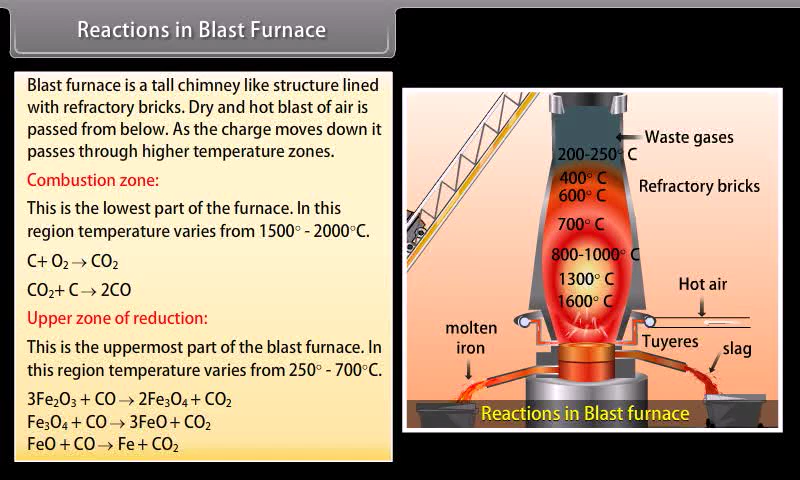 Reactions in Blast Furnace
Blast furnace is a tall chimney like structure lined
with refractory bricks. Dry and hot blast of air is
passed from below. As the charge moves down it
passes through higher temperature zones.
Combustion zone:
This is the lowest part of the furnace. In this
region temperature varies from 1500° - 2000°C.
C+ O₂ → CO₂
CO₂+ C → 2CO
Upper zone of reduction:
This is the uppermost part of the blast furnace. In
this region temperature varies from 250° - 700°C.
3Fe₂O₃ + CO → 2Fe₃O₄ + CO₂
Fe₃O₄ + CO → 3FeO + CO₂
FeO + CO → Fe + CO₂
Waste gases
200-250° C
400° C
Refractory bricks
600° C
700° C
800-1000° C
1300° C
Hot air
1600° C
molten
iron
Tuyeres
slag
Reactions in Blast furnace